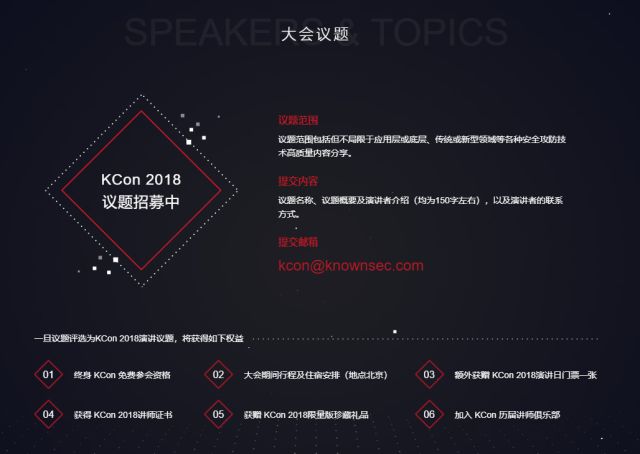 SPEAKERS & TOPICS
大会议题
KCon 2018
议题招募中
议题范围
议题范围包括但不局限于应用层或底层、传统或新型领域等各种安全攻防技
术高质量内容分享。
提交内容
议题名称、议题概要及演讲者介绍（均为150字左右），以及演讲者的联系
方式。
提交邮箱
kcon@knownsec.com
一旦议题评选为KCon 2018演讲议题，将获得如下权益
01 终身 KCon 免费参会资格
02 大会期间行程及住宿安排（地点北京）
03 额外获赠 KCon 2018演讲日门票一张
04 获得 KCon 2018讲师证书
05 获赠 KCon 2018限量版珍藏礼品
06 加入 KCon 历届讲师俱乐部